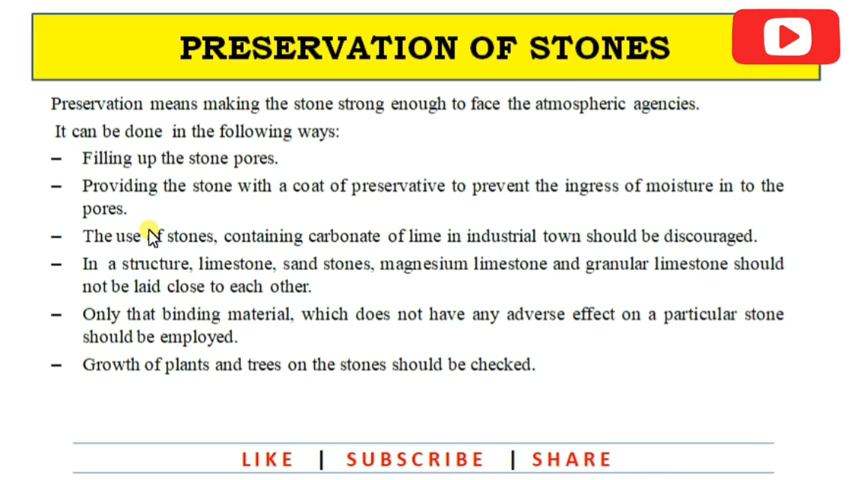 PRESERVATION OF STONES
Preservation means making the stone strong enough to face the atmospheric agencies.
It can be done in the following ways:
– Filling up the stone pores.
– Providing the stone with a coat of preservative to prevent the ingress of moisture in to the
pores.
– The use of stones, containing carbonate of lime in industrial town should be discouraged.
– In a structure, limestone, sand stones, magnesium limestone and granular limestone should
not be laid close to each other.
– Only that binding material, which does not have any adverse effect on a particular stone
should be employed.
– Growth of plants and trees on the stones should be checked.
LIKE | SUBSCRIBE | SHARE